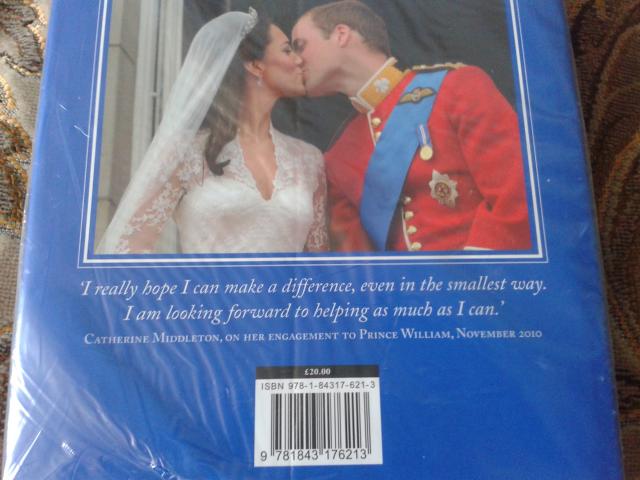 ‘I really hope I can make a difference, even in the smallest way.
I am looking forward to helping as much as I can.’
CATHERINE MIDDLETON, ON HER ENGAGEMENT TO PRINCE WILLIAM, NOVEMBER 2010
£20.00
ISBN 978-1-84317-621-3
9 781843 176213